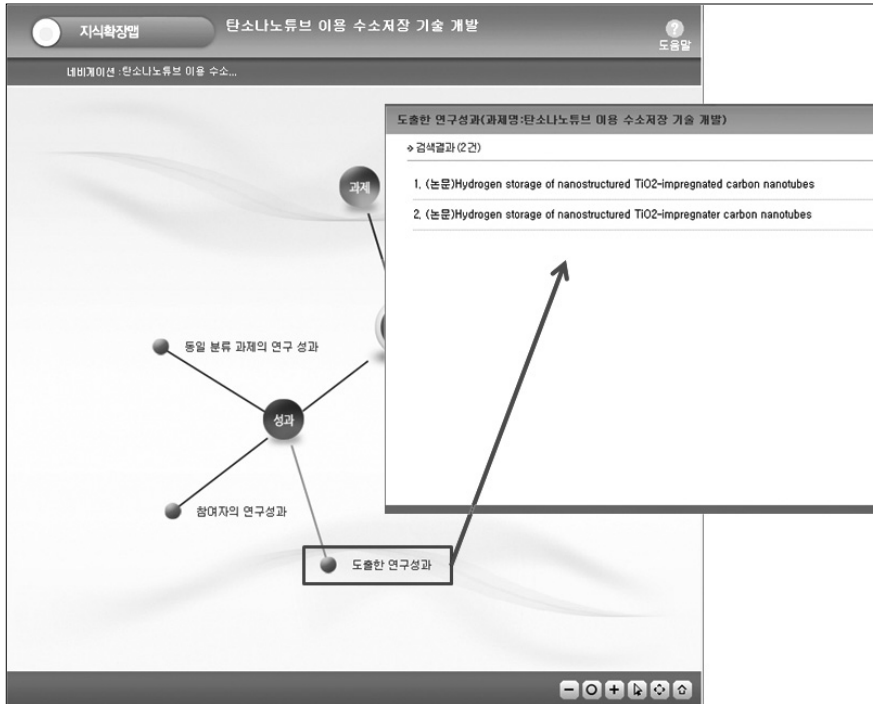 지식확장맵
탄소나노튜브 이용 수소저장 기술 개발
?
도움말
네비게이션 :탄소나노튜브 이용 수소...
도출한 연구성과(과제명:탄소나노튜브 이용 수소저장 기술 개발)
검색결과 (2건)
1. (논문)Hydrogen storage of nanostructured TiO2-impregnated carbon nanotubes
2. (논문)Hydrogen storage of nanostructured TiO2-impregnater carbon nanotubes
과제
동일 분류 과제의 연구 성과
성과
참여자의 연구성과
도출한 연구성과